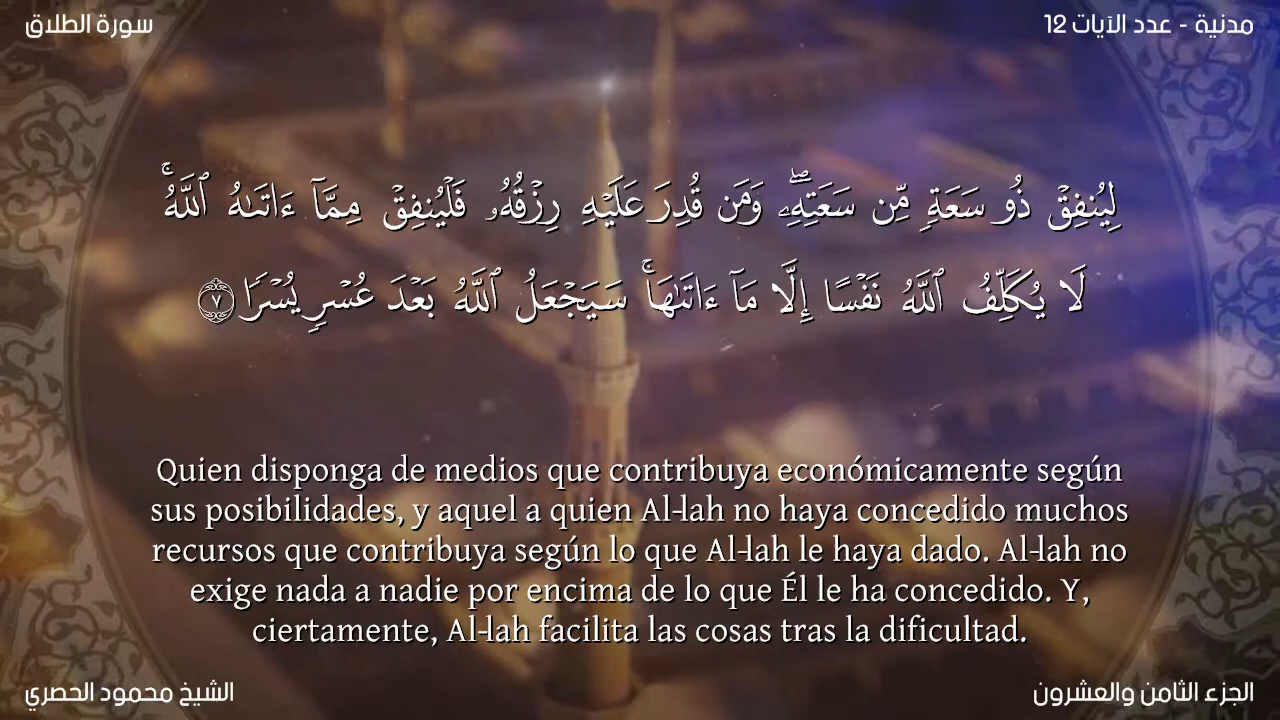 سورة الطلاق
مدنية - عدد الآيات 12
لِيُنفِقْ ذُو سَعَةٍ مِّن سَعَتِهِۦۖ وَمَن قُدِرَ عَلَيْهِ رِزْقُهُۥ فَلْيُنفِقْ مِمَّآ ءَاتَىٰهُ ٱللَّهُۚ
لَا يُكَلِّفُ ٱللَّهُ نَفْسًا إِلَّا مَآ ءَاتَىٰهَاۚ سَيَجْعَلُ ٱللَّهُ بَعْدَ عُسْرٍ يُسْرًا ٧
Quien disponga de medios que contribuya económicamente según
sus posibilidades, y aquel a quien Al-lah no haya concedido muchos
recursos que contribuya según lo que Al-lah le haya dado. Al-lah no
exige nada a nadie por encima de lo que Él le ha concedido. Y,
ciertamente, Al-lah facilita las cosas tras la dificultad.
الشيخ محمود الحصري
الجزء الثامن والعشرون